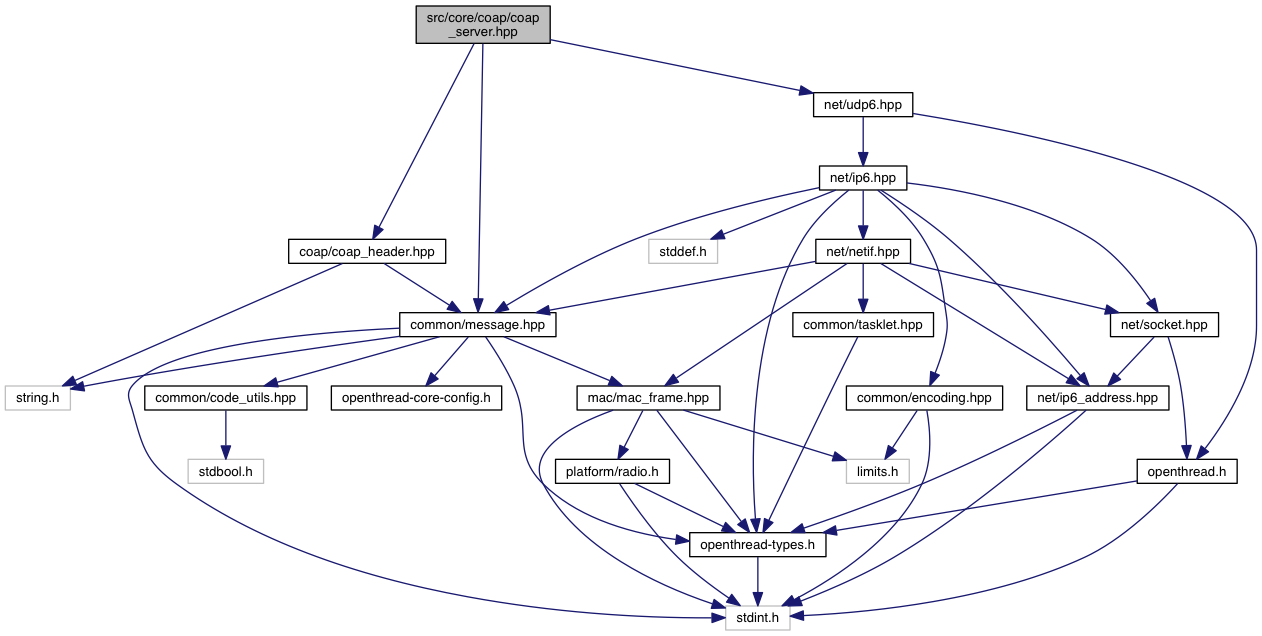 src/core/coap/coap
_server.hpp
net/udp6.hpp
net/ip6.hpp
coap/coap_header.hpp
stddef.h
net/netif.hpp
common/message.hpp
common/tasklet.hpp
net/socket.hpp
string.h
common/code_utils.hpp
openthread-core-config.h
mac/mac_frame.hpp
common/encoding.hpp
net/ip6_address.hpp
stdbool.h
platform/radio.h
limits.h
openthread.h
openthread-types.h
stdint.h